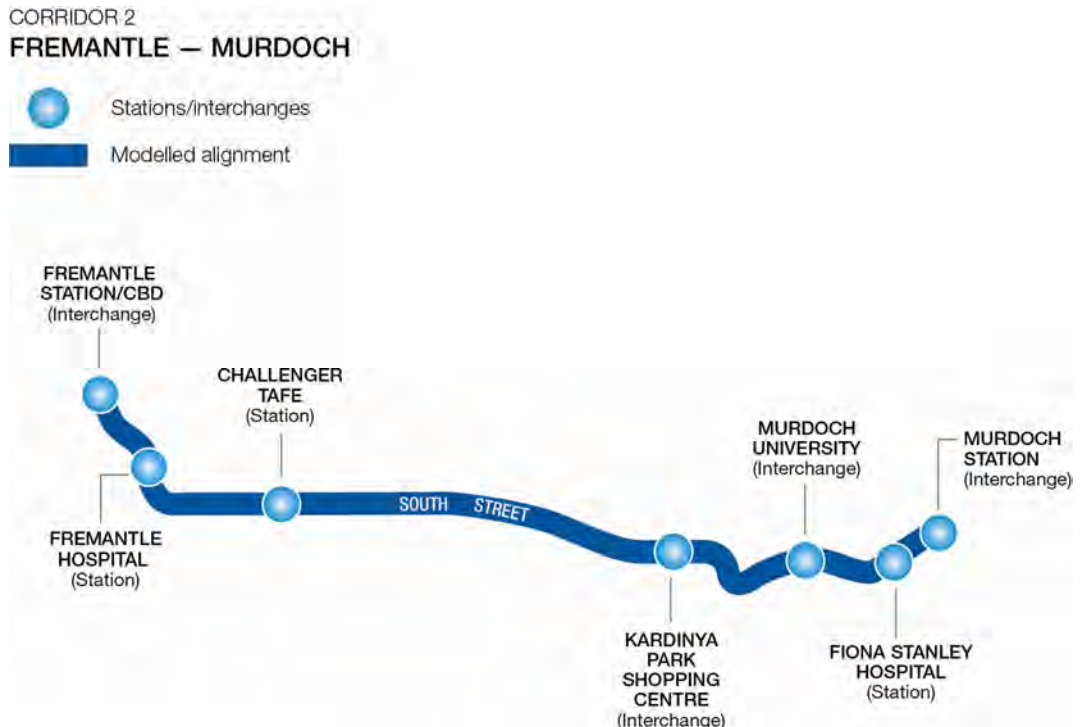 CORRIDOR 2
FREMANTLE — MURDOCH
Stations/interchanges
Modelled alignment
FREMANTLE
STATION/CBD
(Interchange)
CHALLENGER
TAFE
(Station)
MURDOCH
UNIVERSITY
(Interchange)
MURDOCH
STATION
(Interchange)
SOUTH STREET
FREMANTLE
HOSPITAL
(Station)
KARDINYA
PARK
SHOPPING
CENTRE
(Interchange)
FIONA STANLEY
HOSPITAL
(Station)